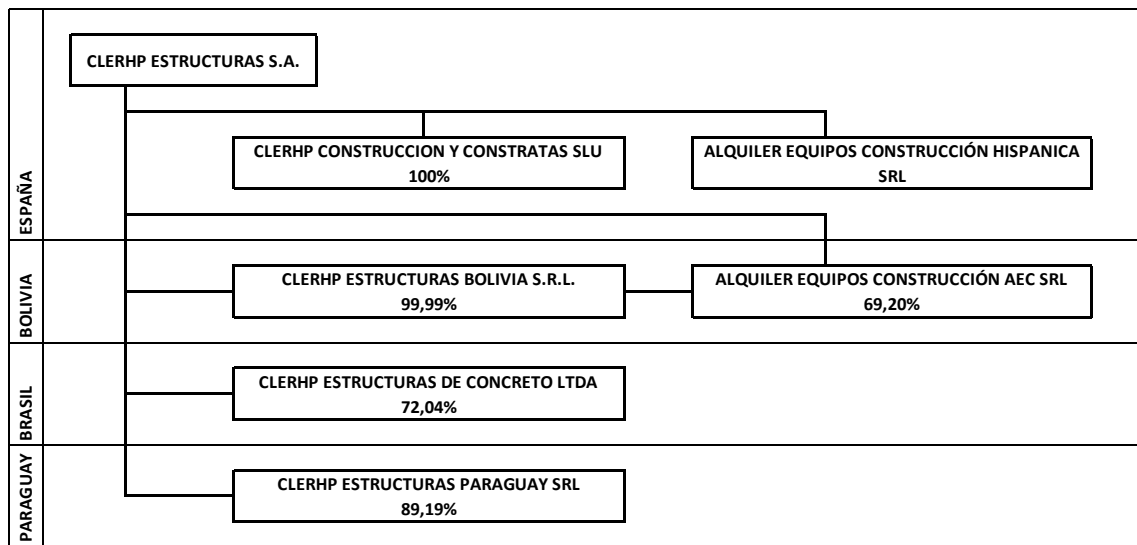 ESPAÑA
CLERHP ESTRUCTURAS S.A.
CLERHP CONSTRUCCION Y CONSTRATAS SLU
100%
ALQUILER EQUIPOS CONSTRUCCIÓN HISPANICA
SRL
BOLIVIA
CLERHP ESTRUCTURAS BOLIVIA S.R.L.
99,99%
ALQUILER EQUIPOS CONSTRUCCIÓN AEC SRL
69,20%
BRASIL
CLERHP ESTRUCTURAS DE CONCRETO LTDA
72,04%
PARAGUAY
CLERHP ESTRUCTURAS PARAGUAY SRL
89,19%